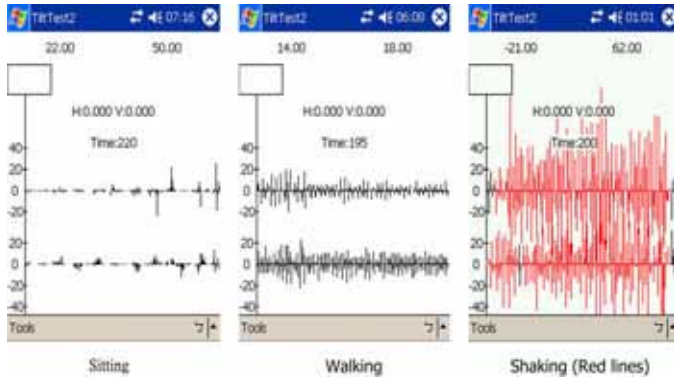 TiltTest2 07:16
22.00 50.00
H:0.000 V:0.000
Time:220
40
20
0
-20
20
0
-20
-40
Tools
Sitting
TiltTest2 06:09
14.00 18.00
H:0.000 V:0.000
Time:195
40
20
0
-20
20
0
-20
-40
Tools
Walking
TiltTest2 01:01
-21.00 62.00
H:0.000 V:0.000
Time:200
40
20
0
-20
20
0
-20
-40
Tools
Shaking (Red lines)